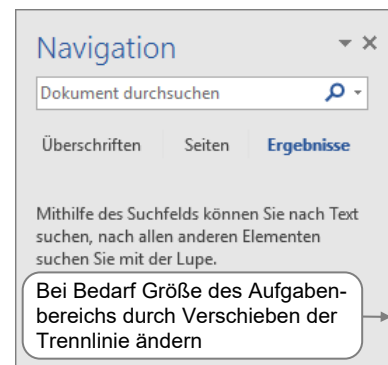 Navigation
Dokument durchsuchen
Überschriften Seiten Ergebnisse
Mithilfe des Suchfelds können Sie nach Text
suchen, nach allen anderen Elementen
suchen Sie mit der Lupe.
Bei Bedarf Größe des Aufgaben-
bereichs durch Verschieben der
Trennlinie ändern